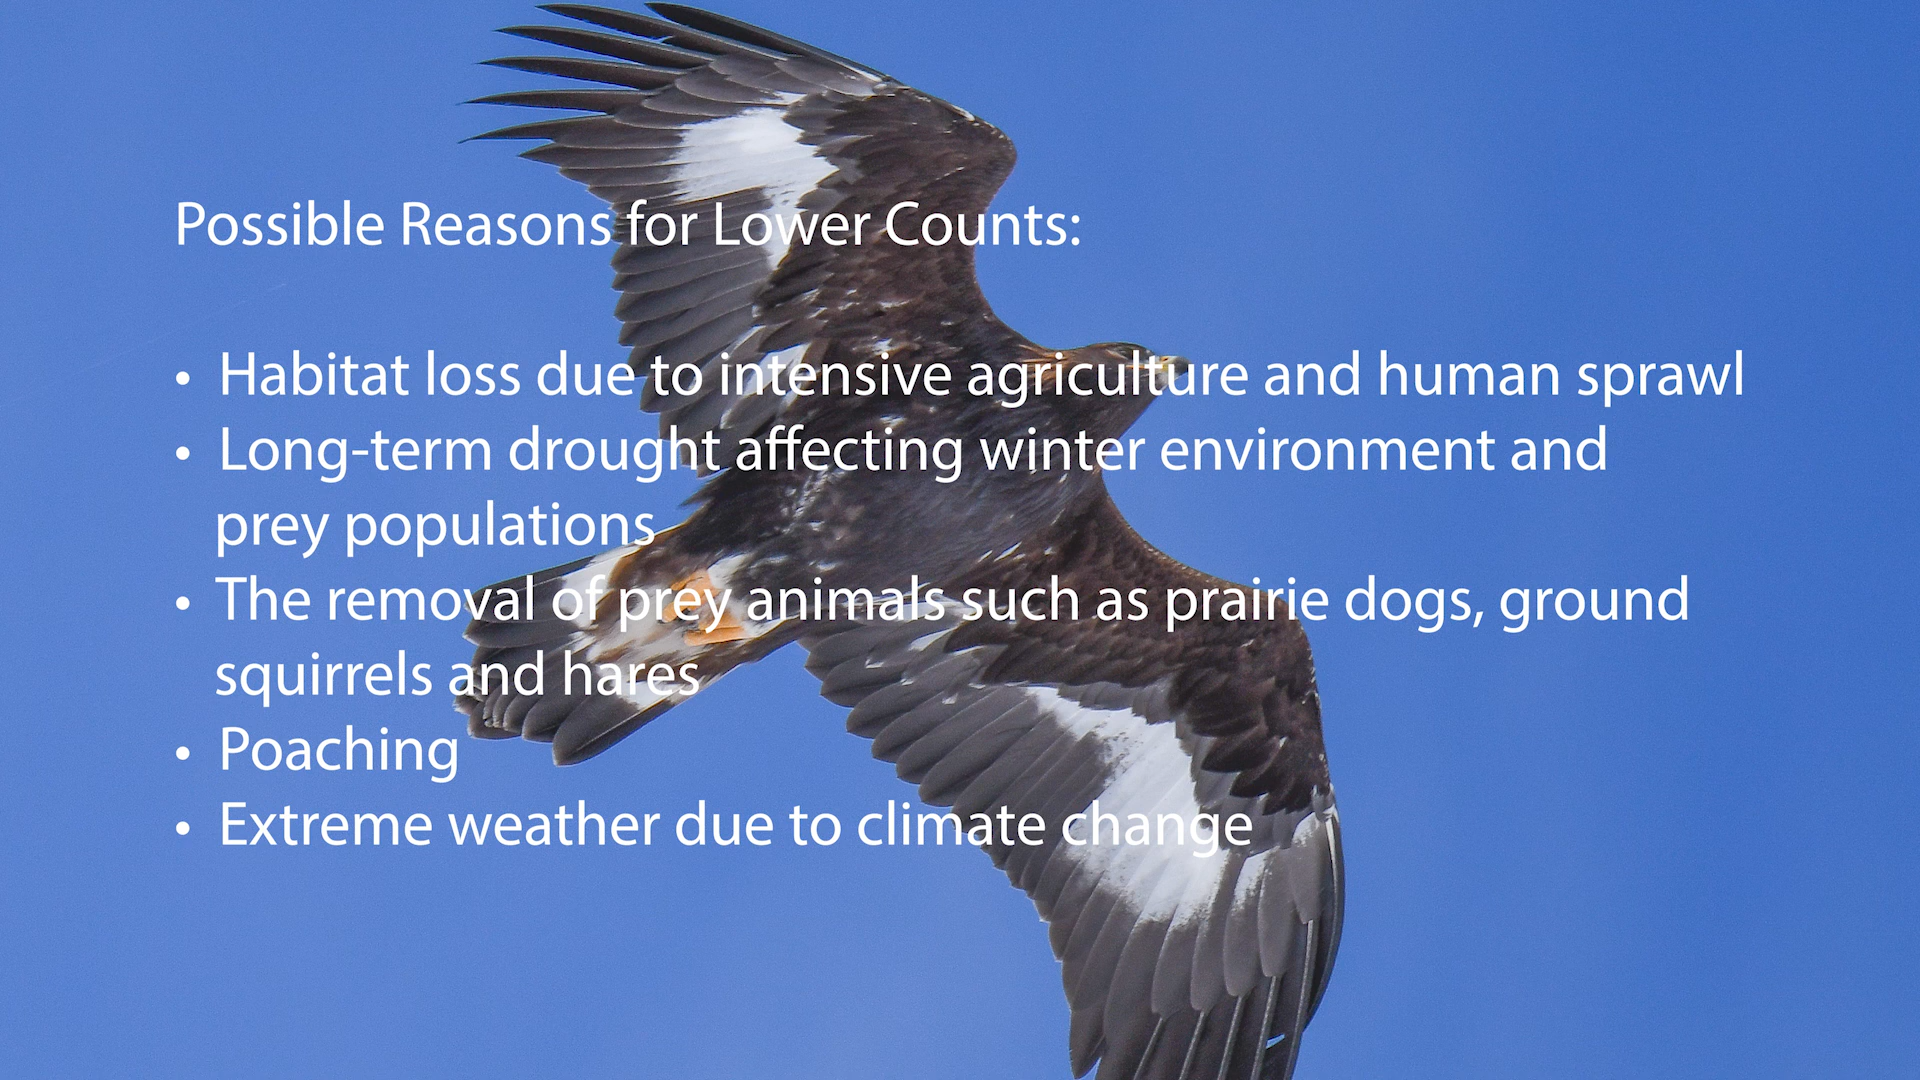 Possible Reasons for Lower Counts:
• Habitat loss due to intensive agriculture and human sprawl
• Long-term drought affecting winter environment and
prey populations
• The removal of prey animals such as prairie dogs, ground
squirrels and hares
• Poaching
• Extreme weather due to climate change